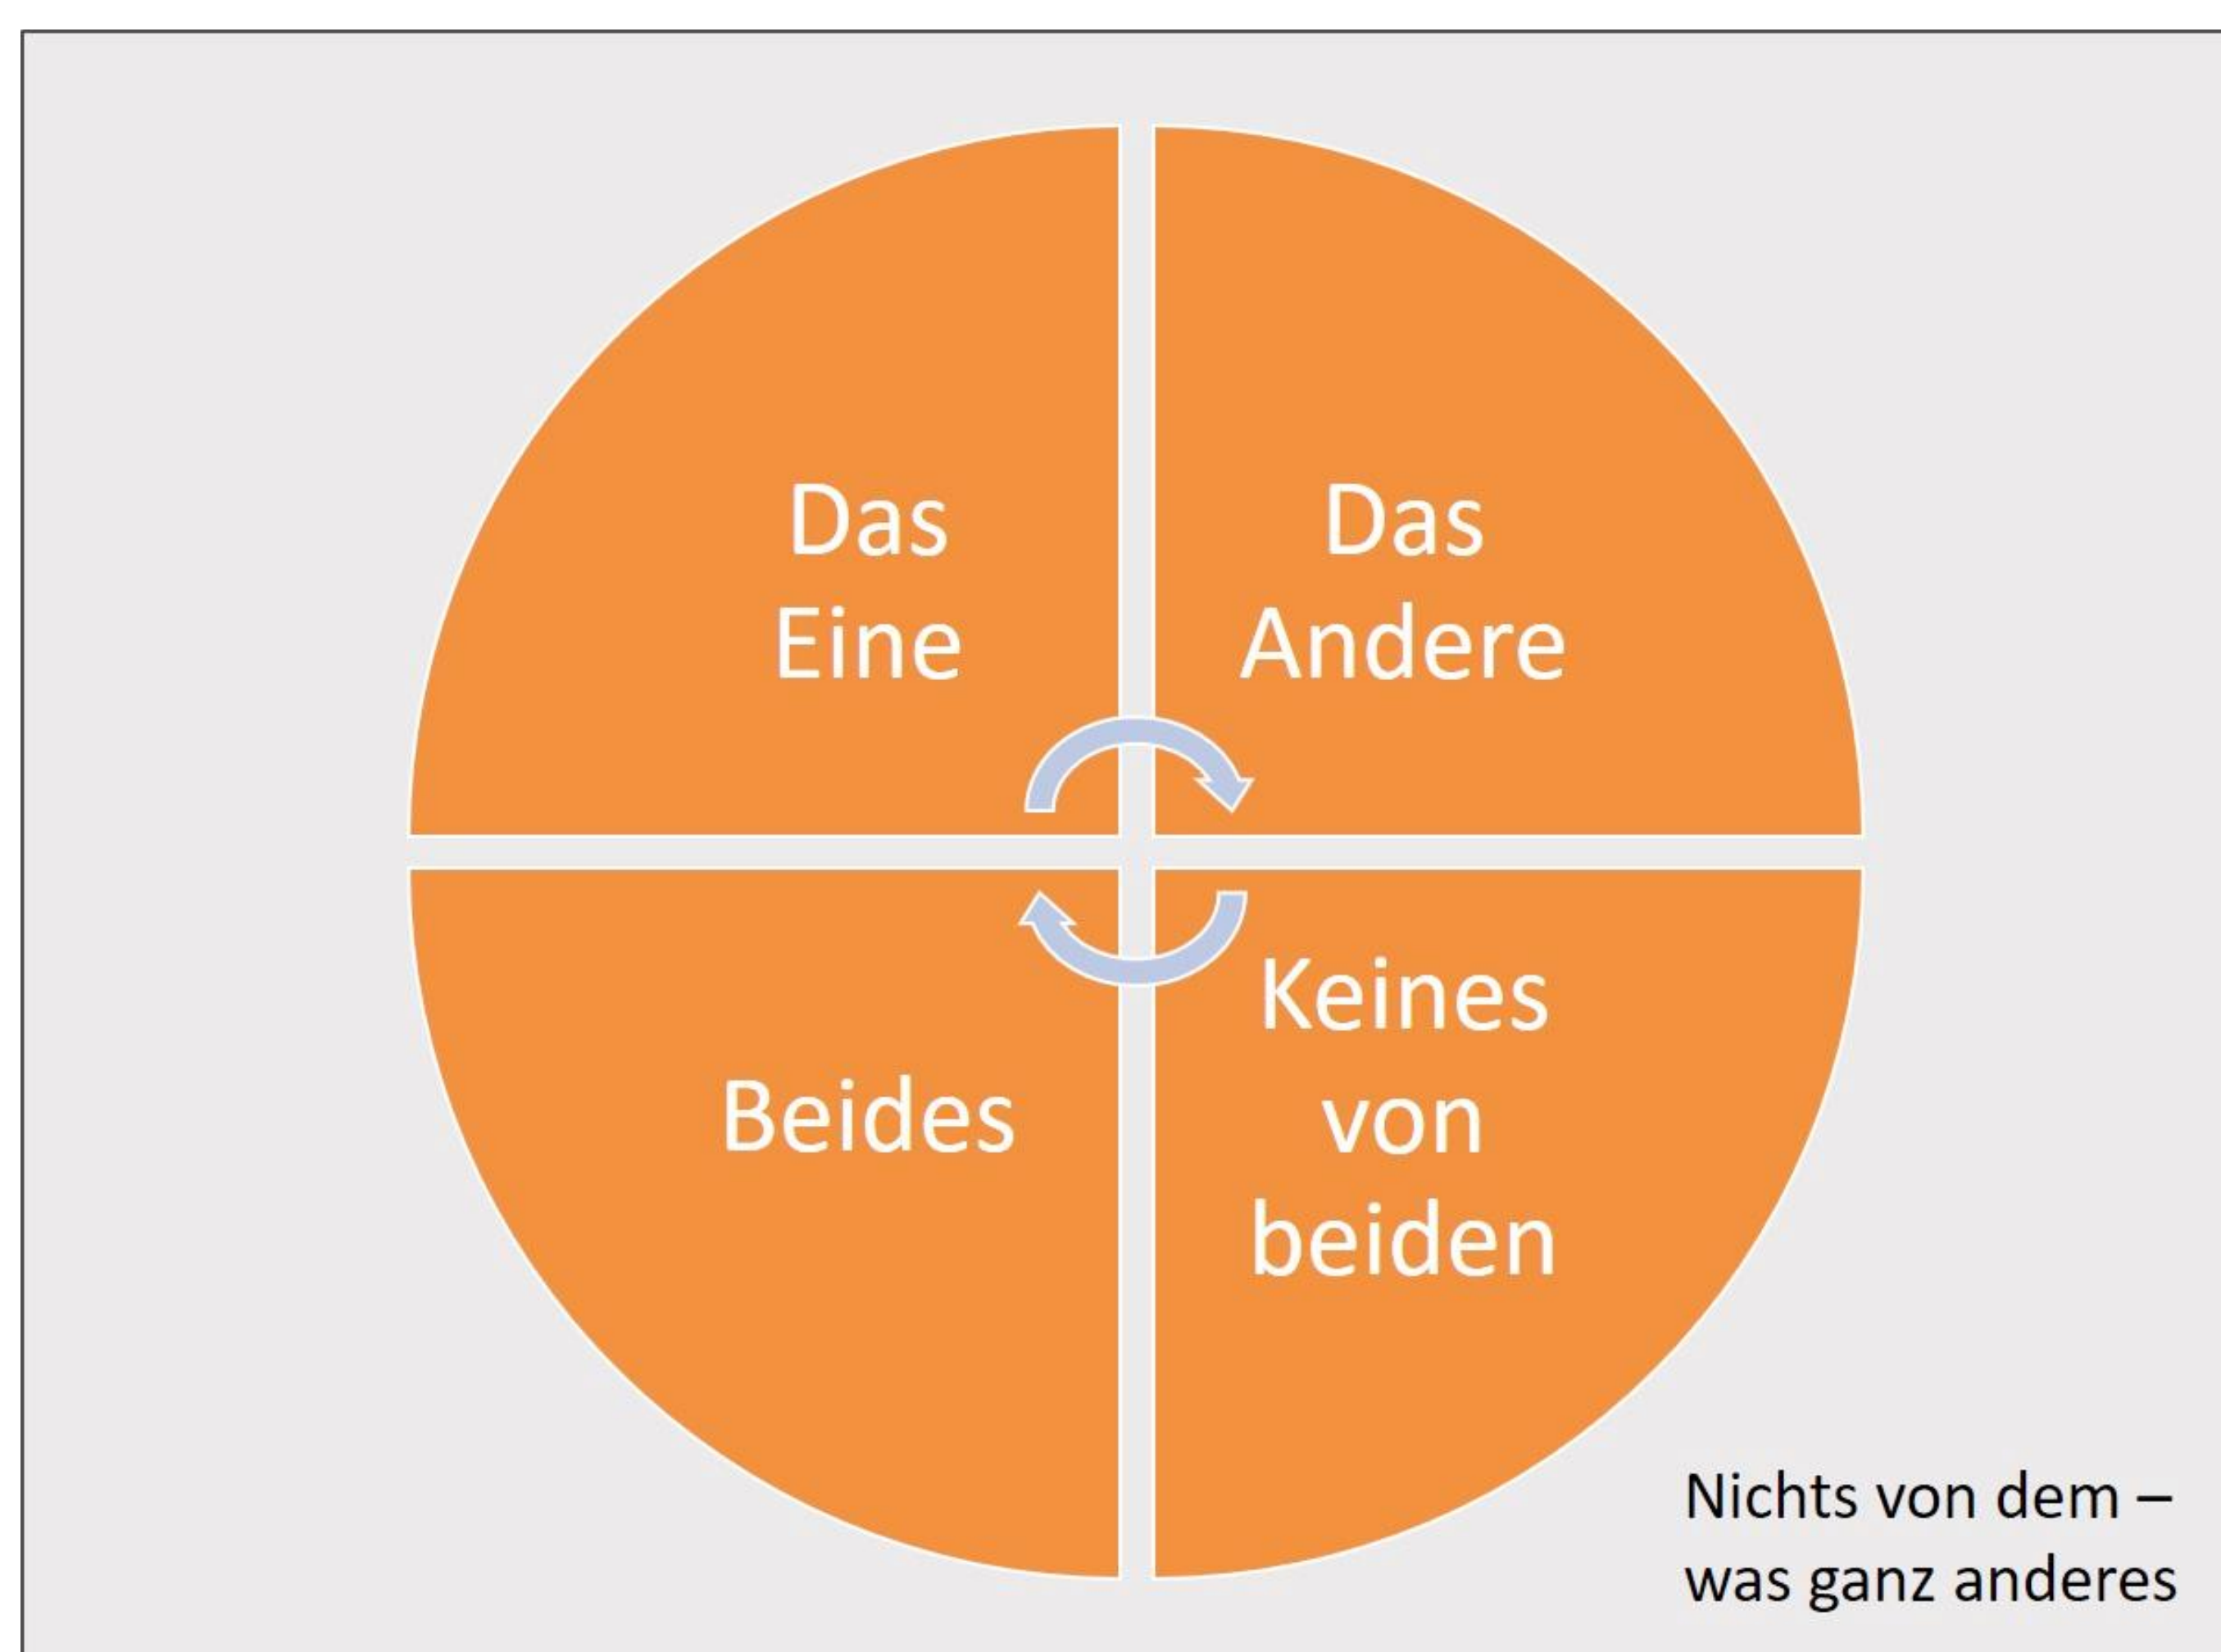 Das
Eine
Das
Andere
Beides
Keines
von
beiden
Nichts von dem –
was ganz anderes